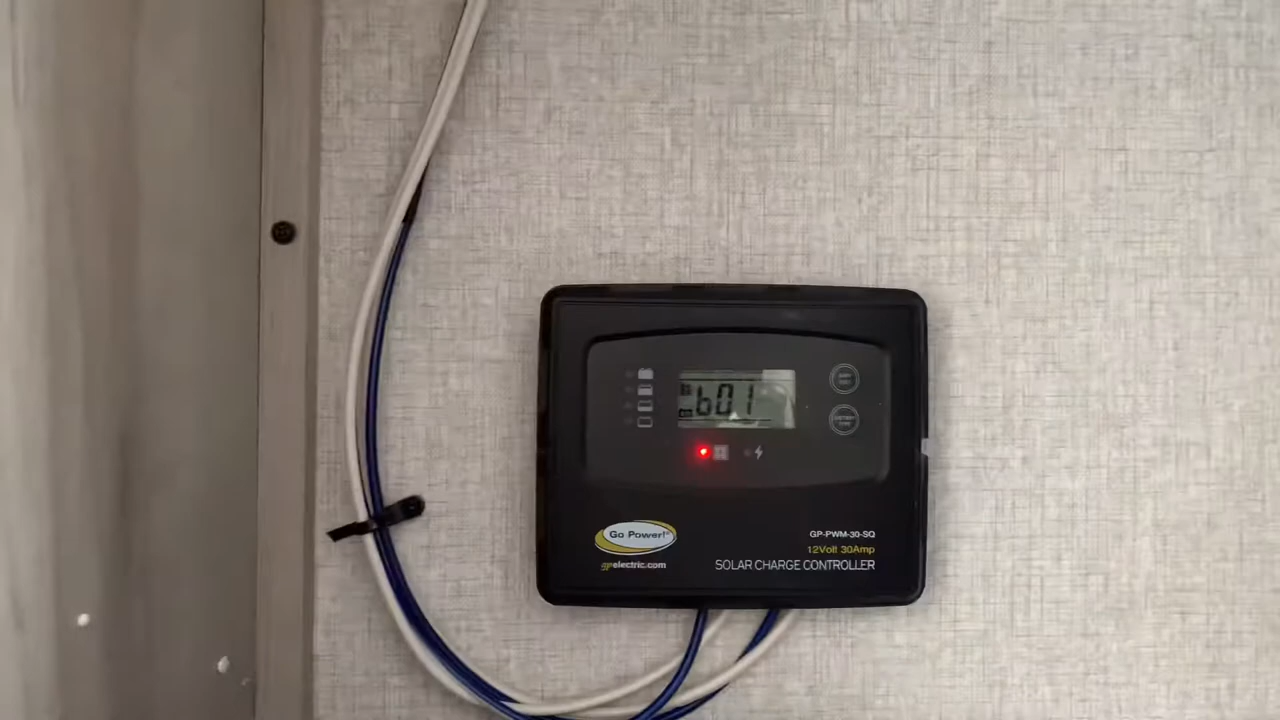 b01
Go Power!
gpelectric.com
GP-PWM-30-SQ
12Volt 30Amp
SOLAR CHARGE CONTROLLER